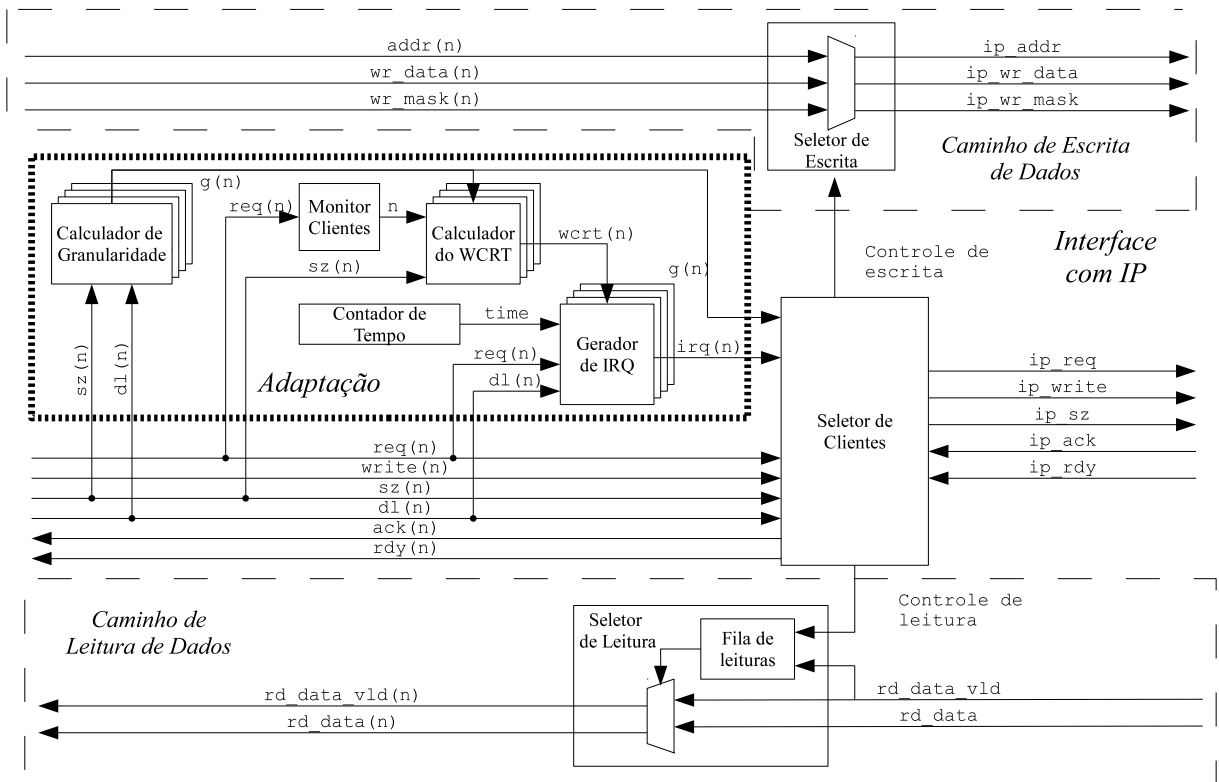 addr(n)
ip_addr
wr_data(n)
ip_wr_data
wr_mask(n)
ip_wr_mask
Seletor de
Escrita
Caminho de Escrita
de Dados
g(n)
req(n)
Monitor
Clientes
n
Calculador de
Granularidade
Calculador
do WCRT
wcrt(n)
sz(n)
g(n)
Controle de
escrita
Interface
com IP
Contador de
Tempo
time
Gerador
de IRQ
req(n)
irq(n)
dl(n)
sz(n)
dl(n)
Adaptação
Seletor de
Clientes
ip_req
ip_write
ip_sz
ip_ack
ip_rdy
req(n)
write(n)
sz(n)
dl(n)
ack(n)
rdy(n)
Controle de
leitura
Caminho de
Leitura de Dados
Seletor
de Leitura
Fila de
leituras
rd_data_vld(n)
rd_data_vld
rd_data(n)
rd_data